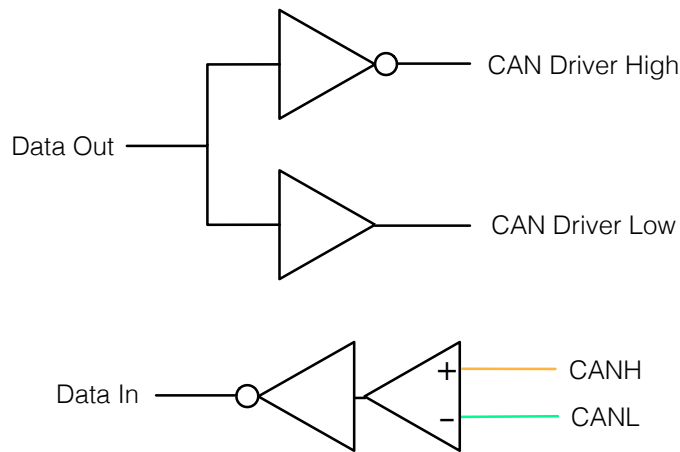 CAN Driver High
Data Out
CAN Driver Low
+
CANH
Data In
−
CANL